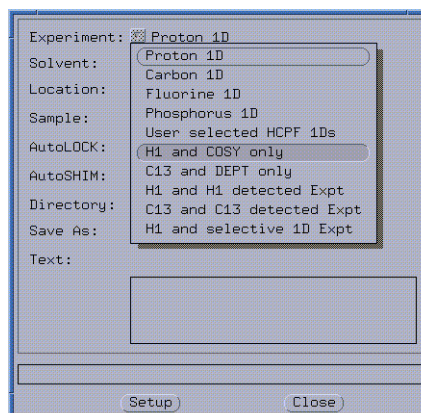 Experiment: Proton 1D
Proton 1D
Solvent:
Carbon 1D
Location:
Fluorine 1D
Sample:
Phosphorus 1D
User selected HCPF 1Ds
AutoLOCK:
H1 and COSY only
C13 and DEPT only
AutoSHIM:
H1 and H1 detected Expt
Directory:
C13 and C13 detected Expt
Save As:
H1 and selective 1D Expt
Text:
Setup
Close